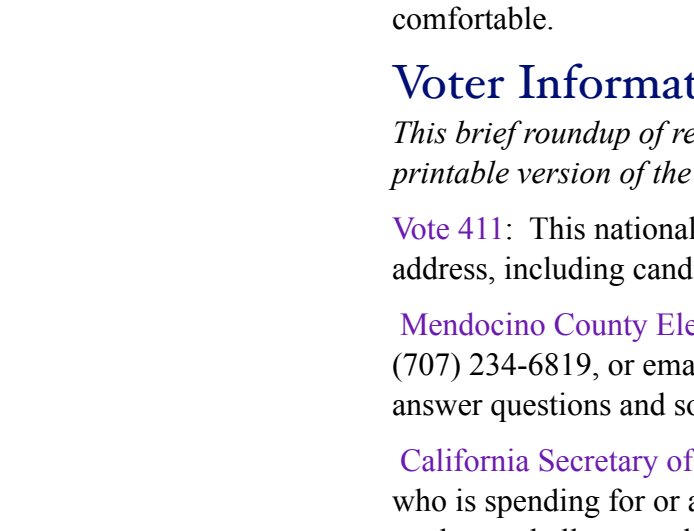 comfortable.
Voter Informat
This brief roundup of re
printable version of the
Vote 411:  This national
address, including cand
Mendocino County Ele
(707) 234-6819, or ema
answer questions and so
California Secretary of
who is spending for or a